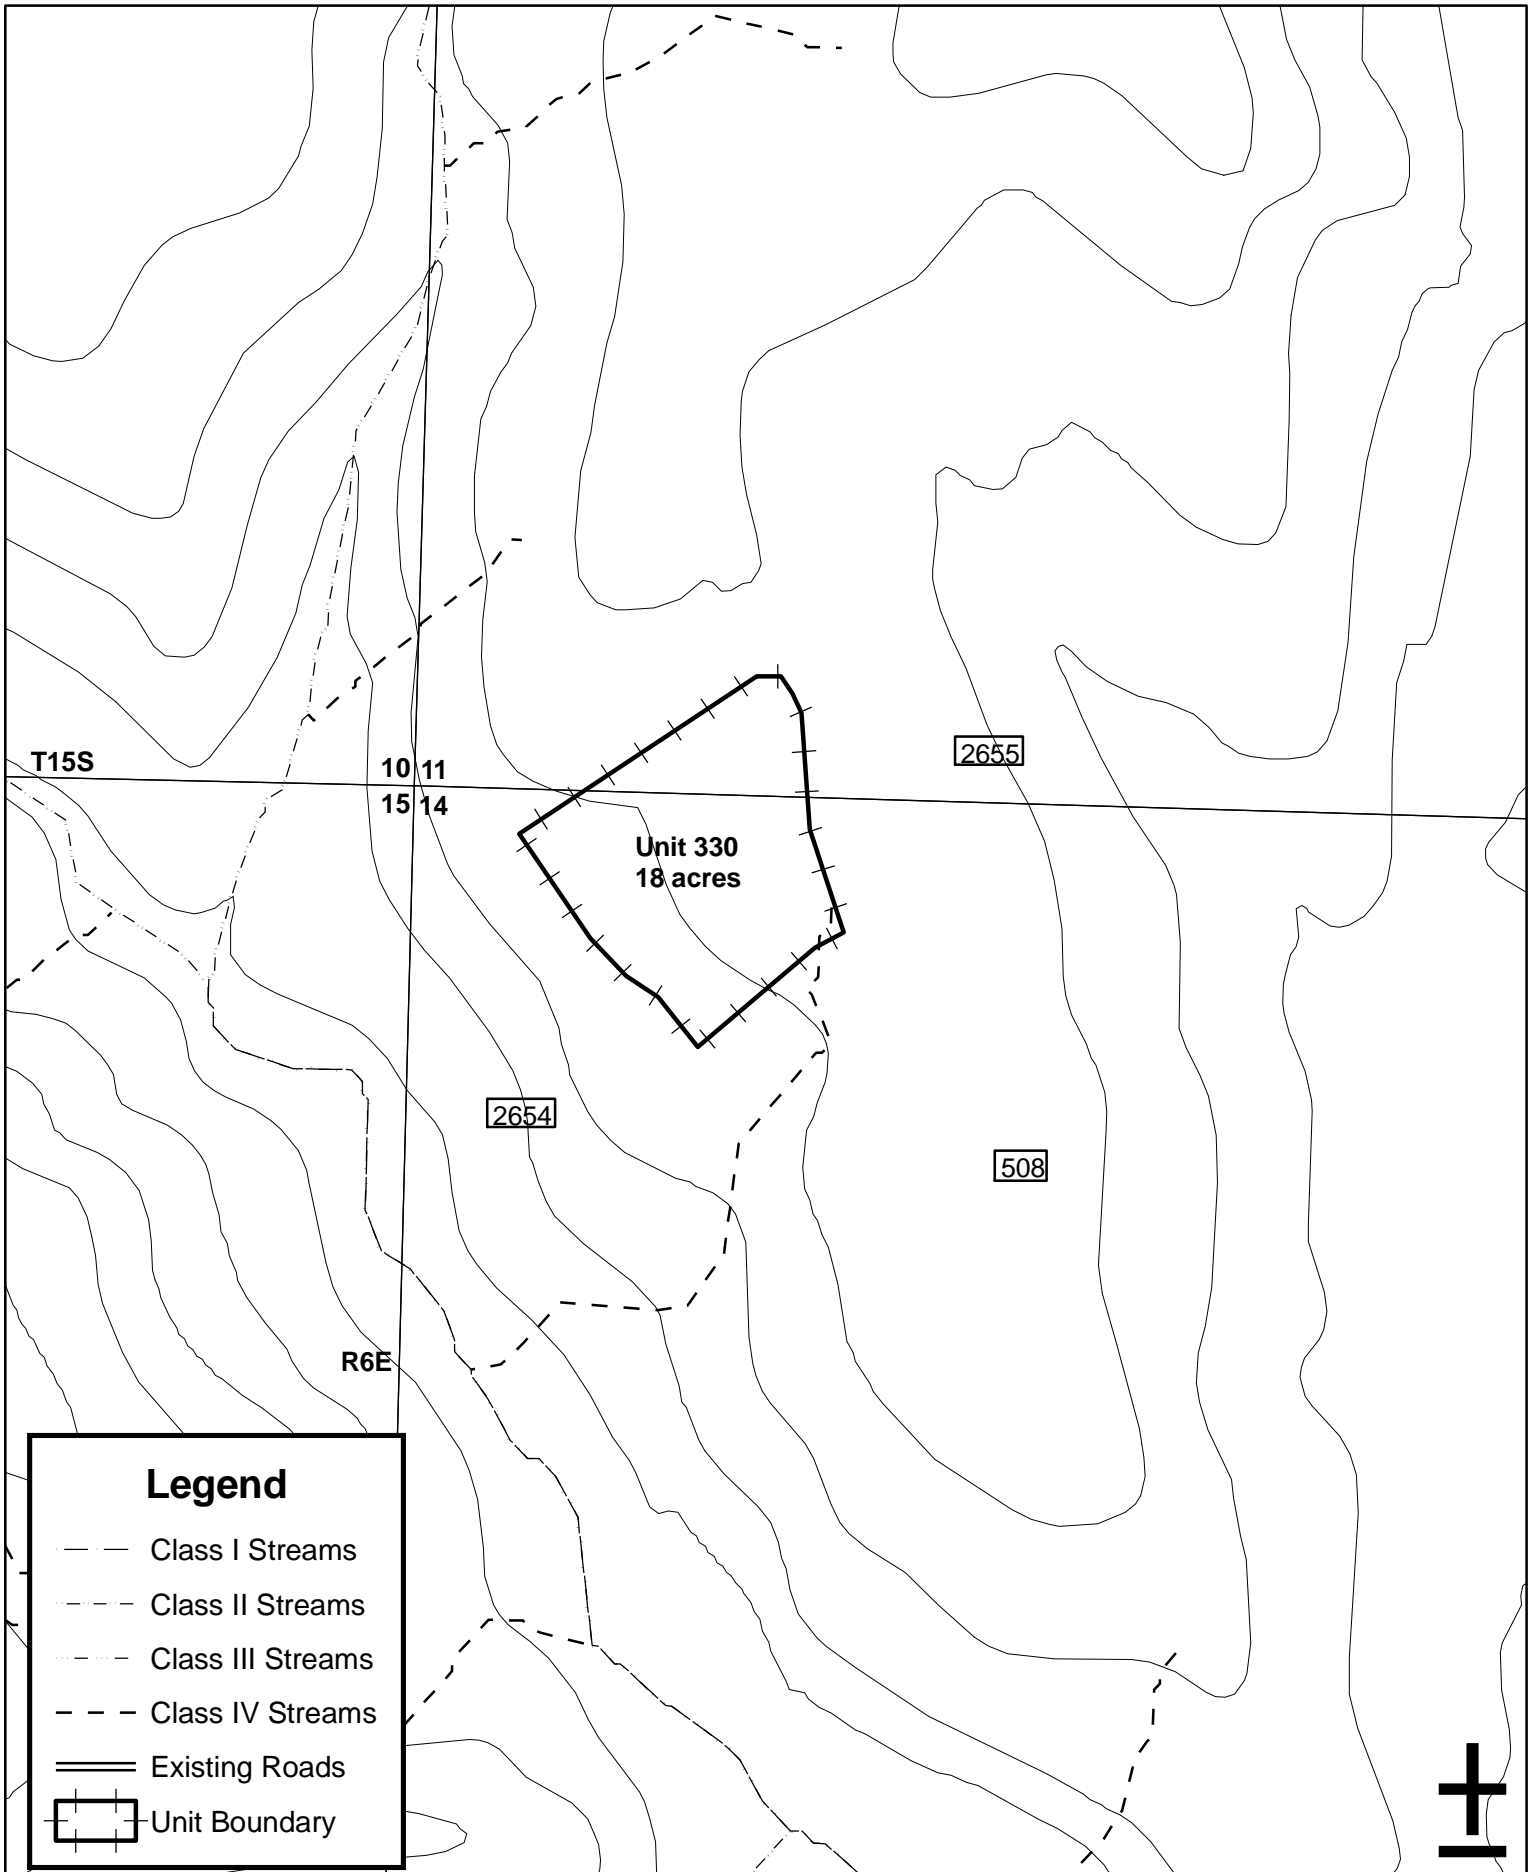 T15S
10 11
15 14
2655
Unit 330
18 acres
2654
508
R6E
Legend
Class I Streams
Class II Streams
Class III Streams
Class IV Streams
Existing Roads
Unit Boundary